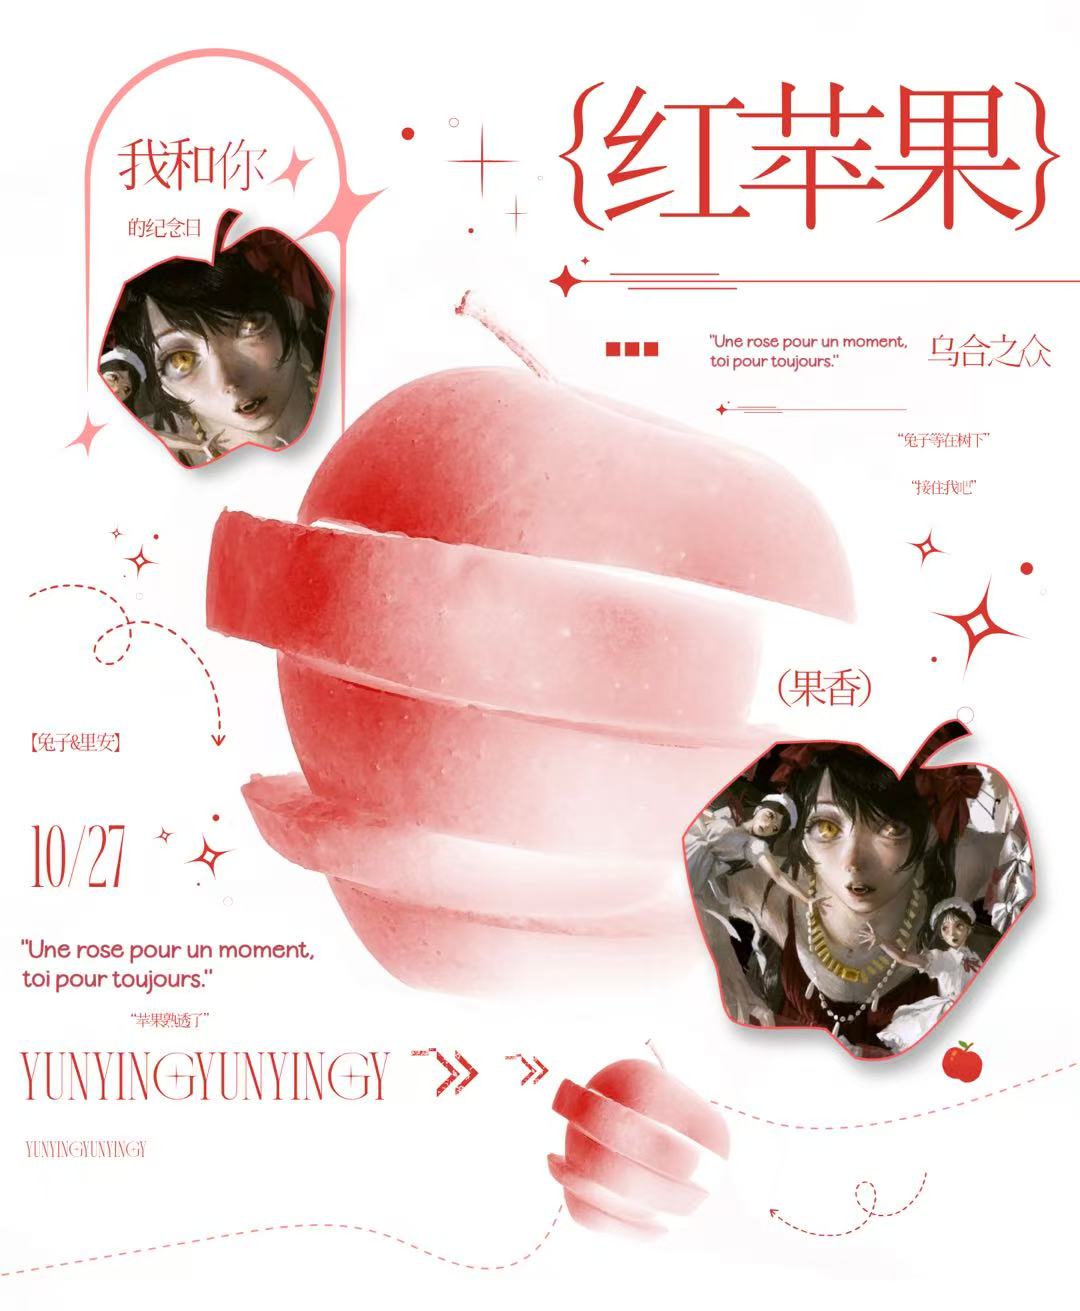 我和你
的纪念日
{红苹果}
"Une rose pour un moment,
toi pour toujours."
乌合之众
“兔子等在树下”
“接住我吧”
（果香）
【兔子&里安】
10/27
"Une rose pour un moment,
toi pour toujours."
“苹果熟透了”
YUNYINGYUNYINGY
YUNYINGYUNYINGY